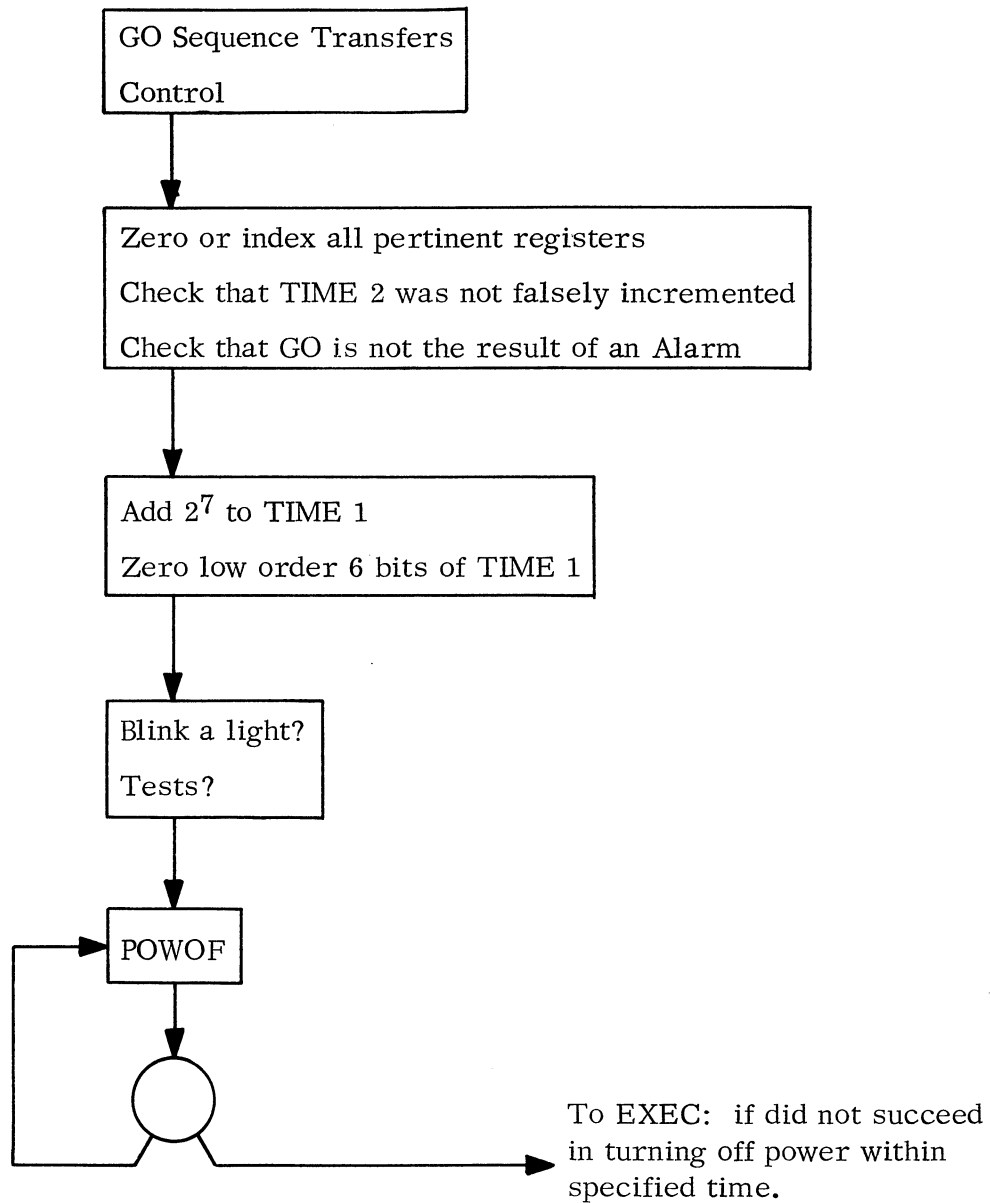 GO Sequence Transfers
Control
Zero or index all pertinent registers
Check that TIME 2 was not falsely incremented
Check that GO is not the result of an Alarm
Add 2⁷ to TIME 1
Zero low order 6 bits of TIME 1
Blink a light?
Tests?
POWOF
To EXEC: if did not succeed
in turning off power within
specified time.